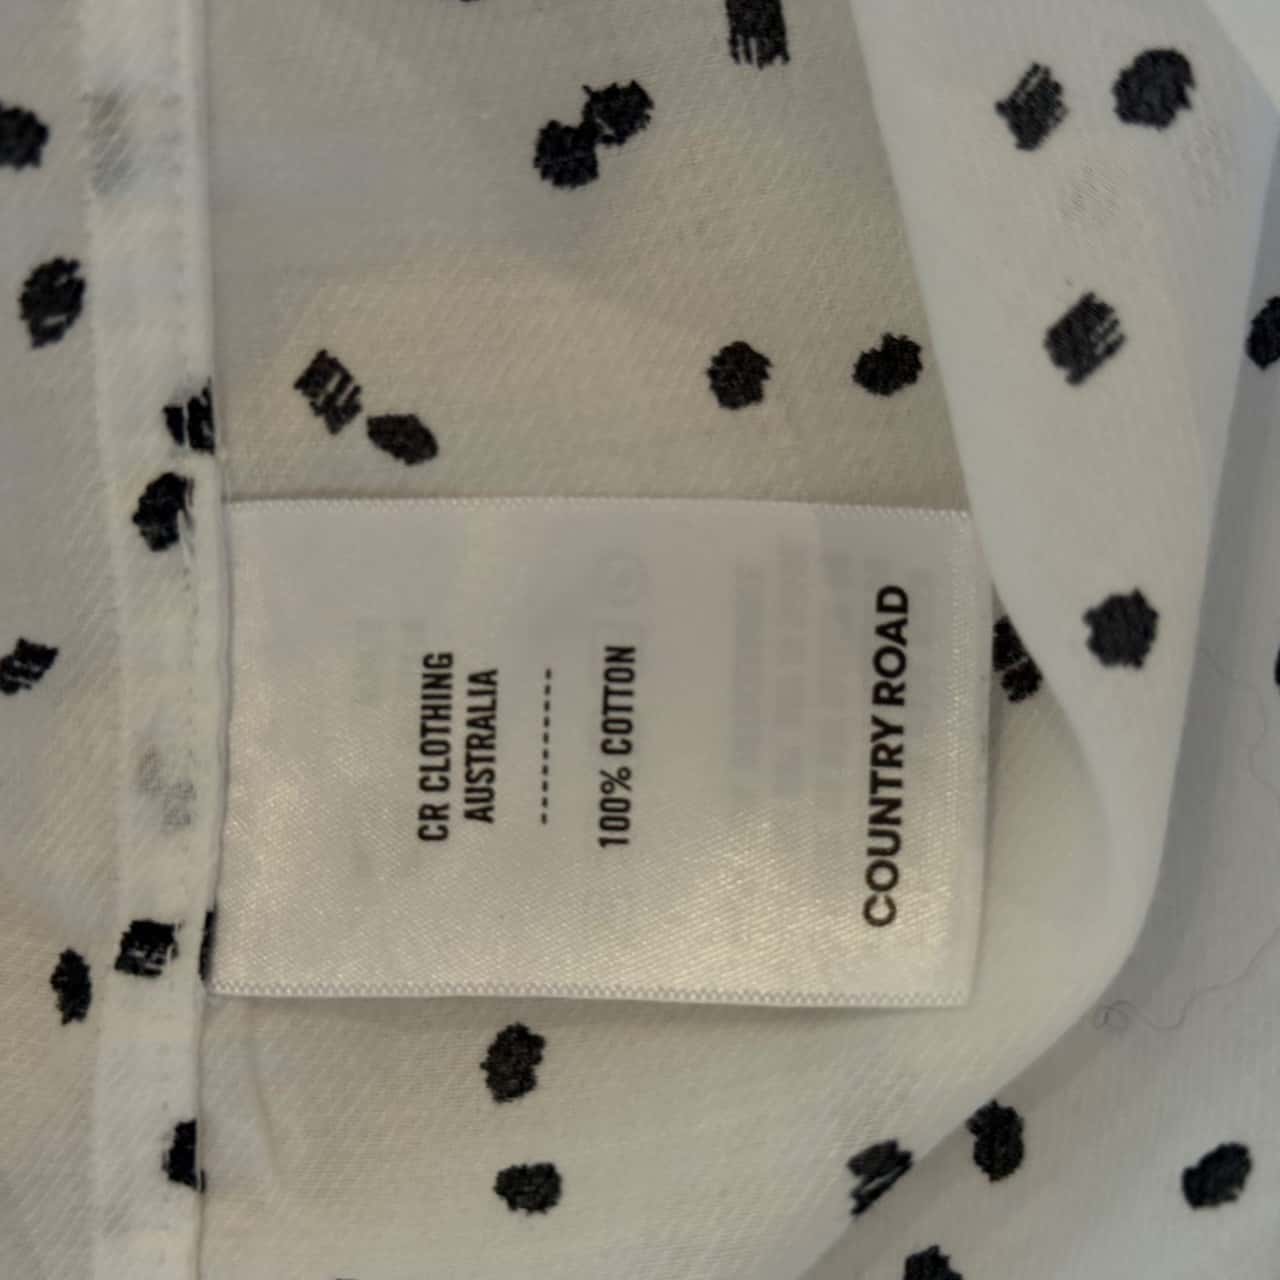 CR CLOTHING
AUSTRALIA
----------
100% COTTON
COUNTRY ROAD